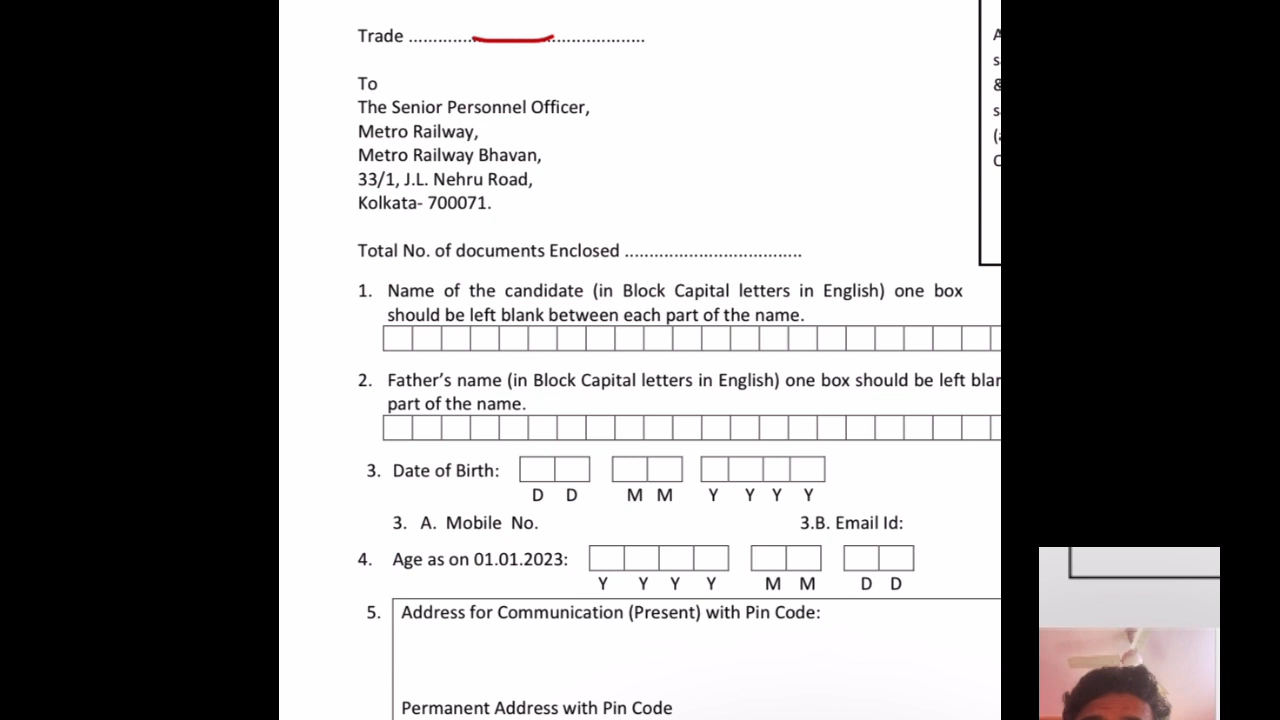 Trade ................................................
To
The Senior Personnel Officer,
Metro Railway,
Metro Railway Bhavan,
33/1, J.L. Nehru Road,
Kolkata- 700071.
Total No. of documents Enclosed ....................................
1. Name of the candidate (in Block Capital letters in English) one box
should be left blank between each part of the name.
2. Father’s name (in Block Capital letters in English) one box should be left
part of the name.
3. Date of Birth:
D D M M Y Y Y Y
3. A. Mobile No. 3.B. Email Id:
4. Age as on 01.01.2023:
Y Y Y Y M M D D
5. Address for Communication (Present) with Pin Code:
Permanent Address with Pin Code